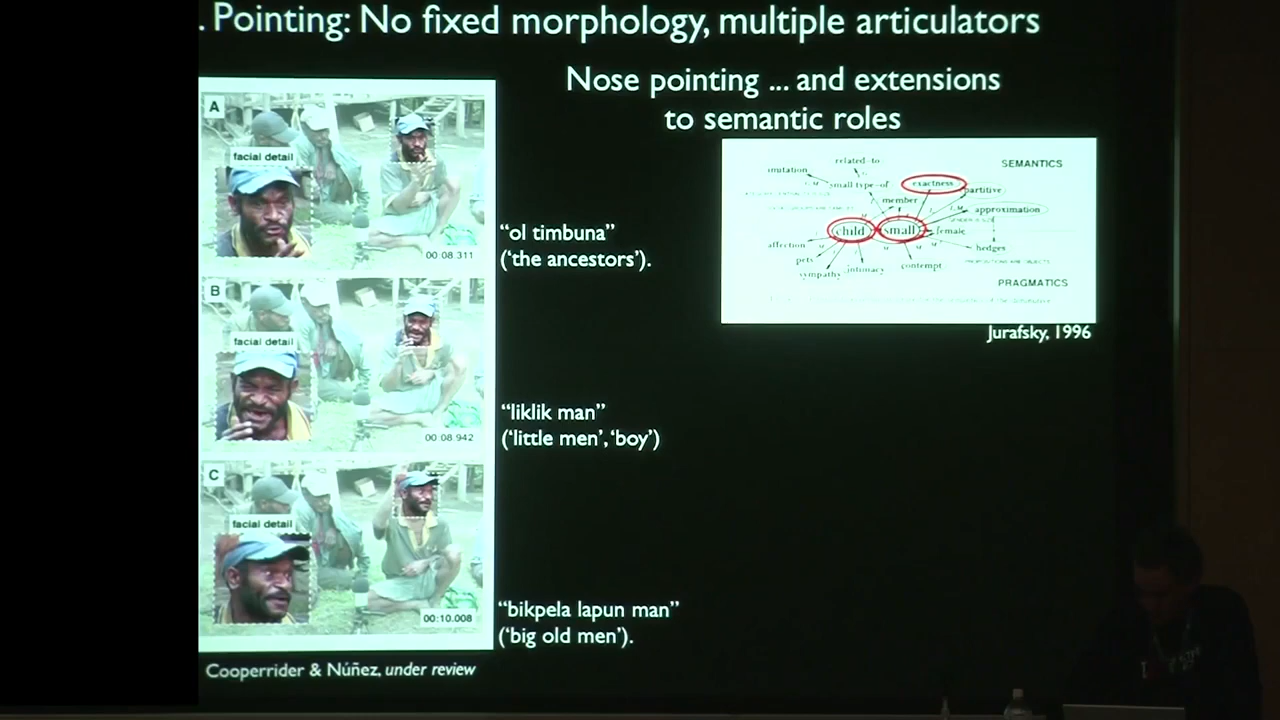 . Pointing: No fixed morphology, multiple articulators
Nose pointing ... and extensions
to semantic roles
A
facial detail
00 08 311
"ol timbuna"
('the ancestors').
B
facial detail
00 08 942
"liklik man"
('little men', 'boy')
C
facial detail
00:10.008
"bikpela lapun man"
('big old men').
Cooperrider & Núñez, under review
related-to
SEMANTICS
imitation
small type-of
exactness
partitive
member
approximation
child
small
female
affection
hedges
pets
sympathy
intimacy
contempt
PRAGMATICS
Jurafsky, 1996